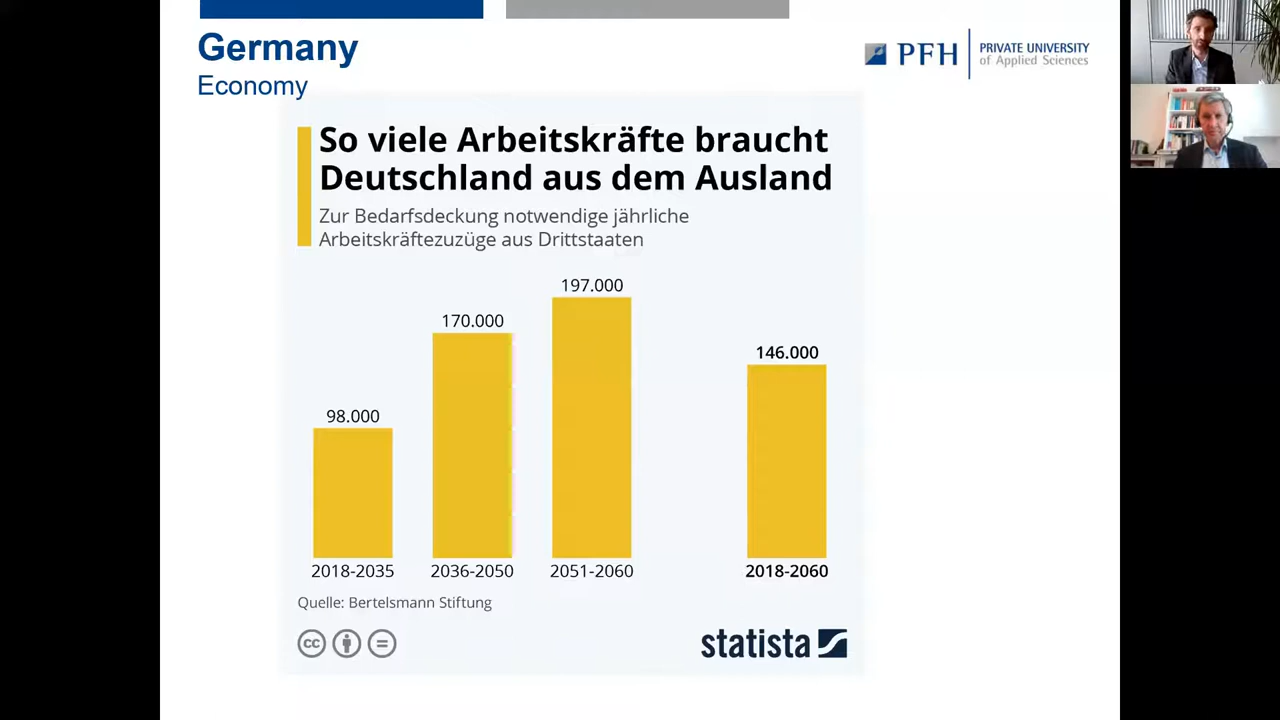 Germany
Economy
PFH
PRIVATE UNIVERSITY
of Applied Sciences
So viele Arbeitskräfte braucht
Deutschland aus dem Ausland
Zur Bedarfsdeckung notwendige jährliche
Arbeitskräftezuzüge aus Drittstaaten
98.000
170.000
197.000
146.000
2018-2035
2036-2050
2051-2060
2018-2060
Quelle: Bertelsmann Stiftung
cc
statista